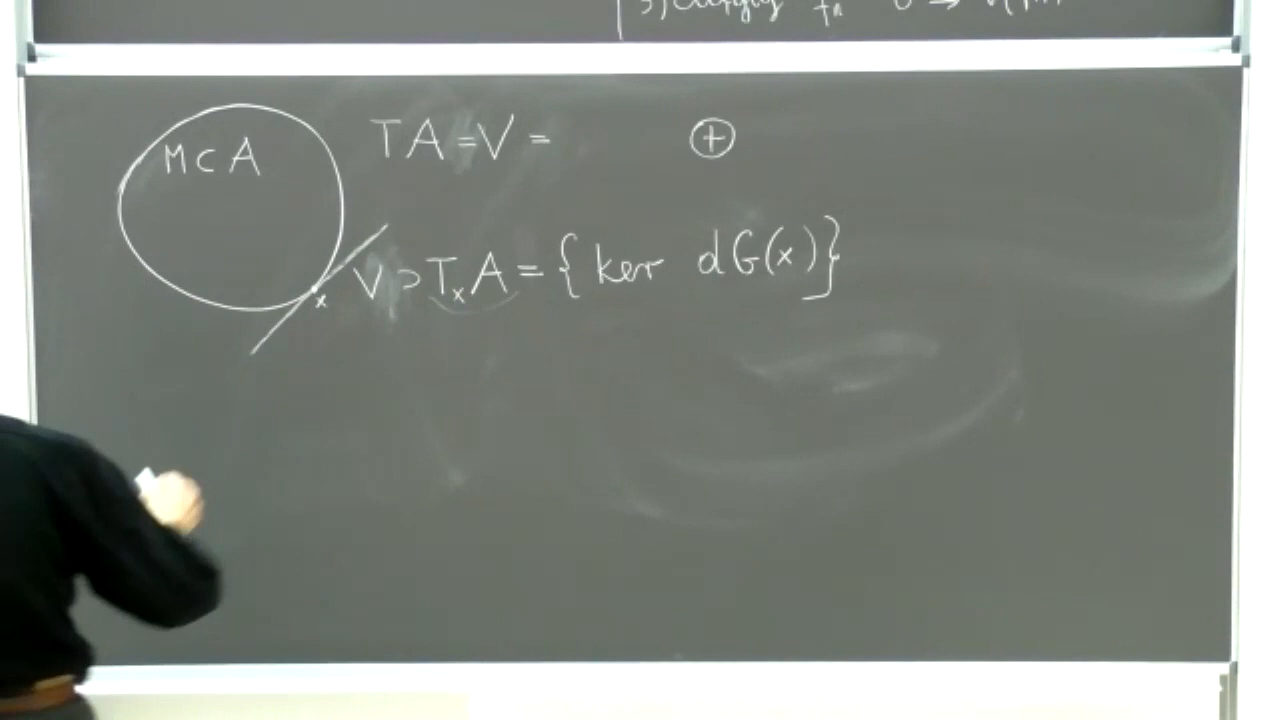 M ⊂ A
TA = V = ⊕
x V ⊃ TₓA = { ker dG(x) }